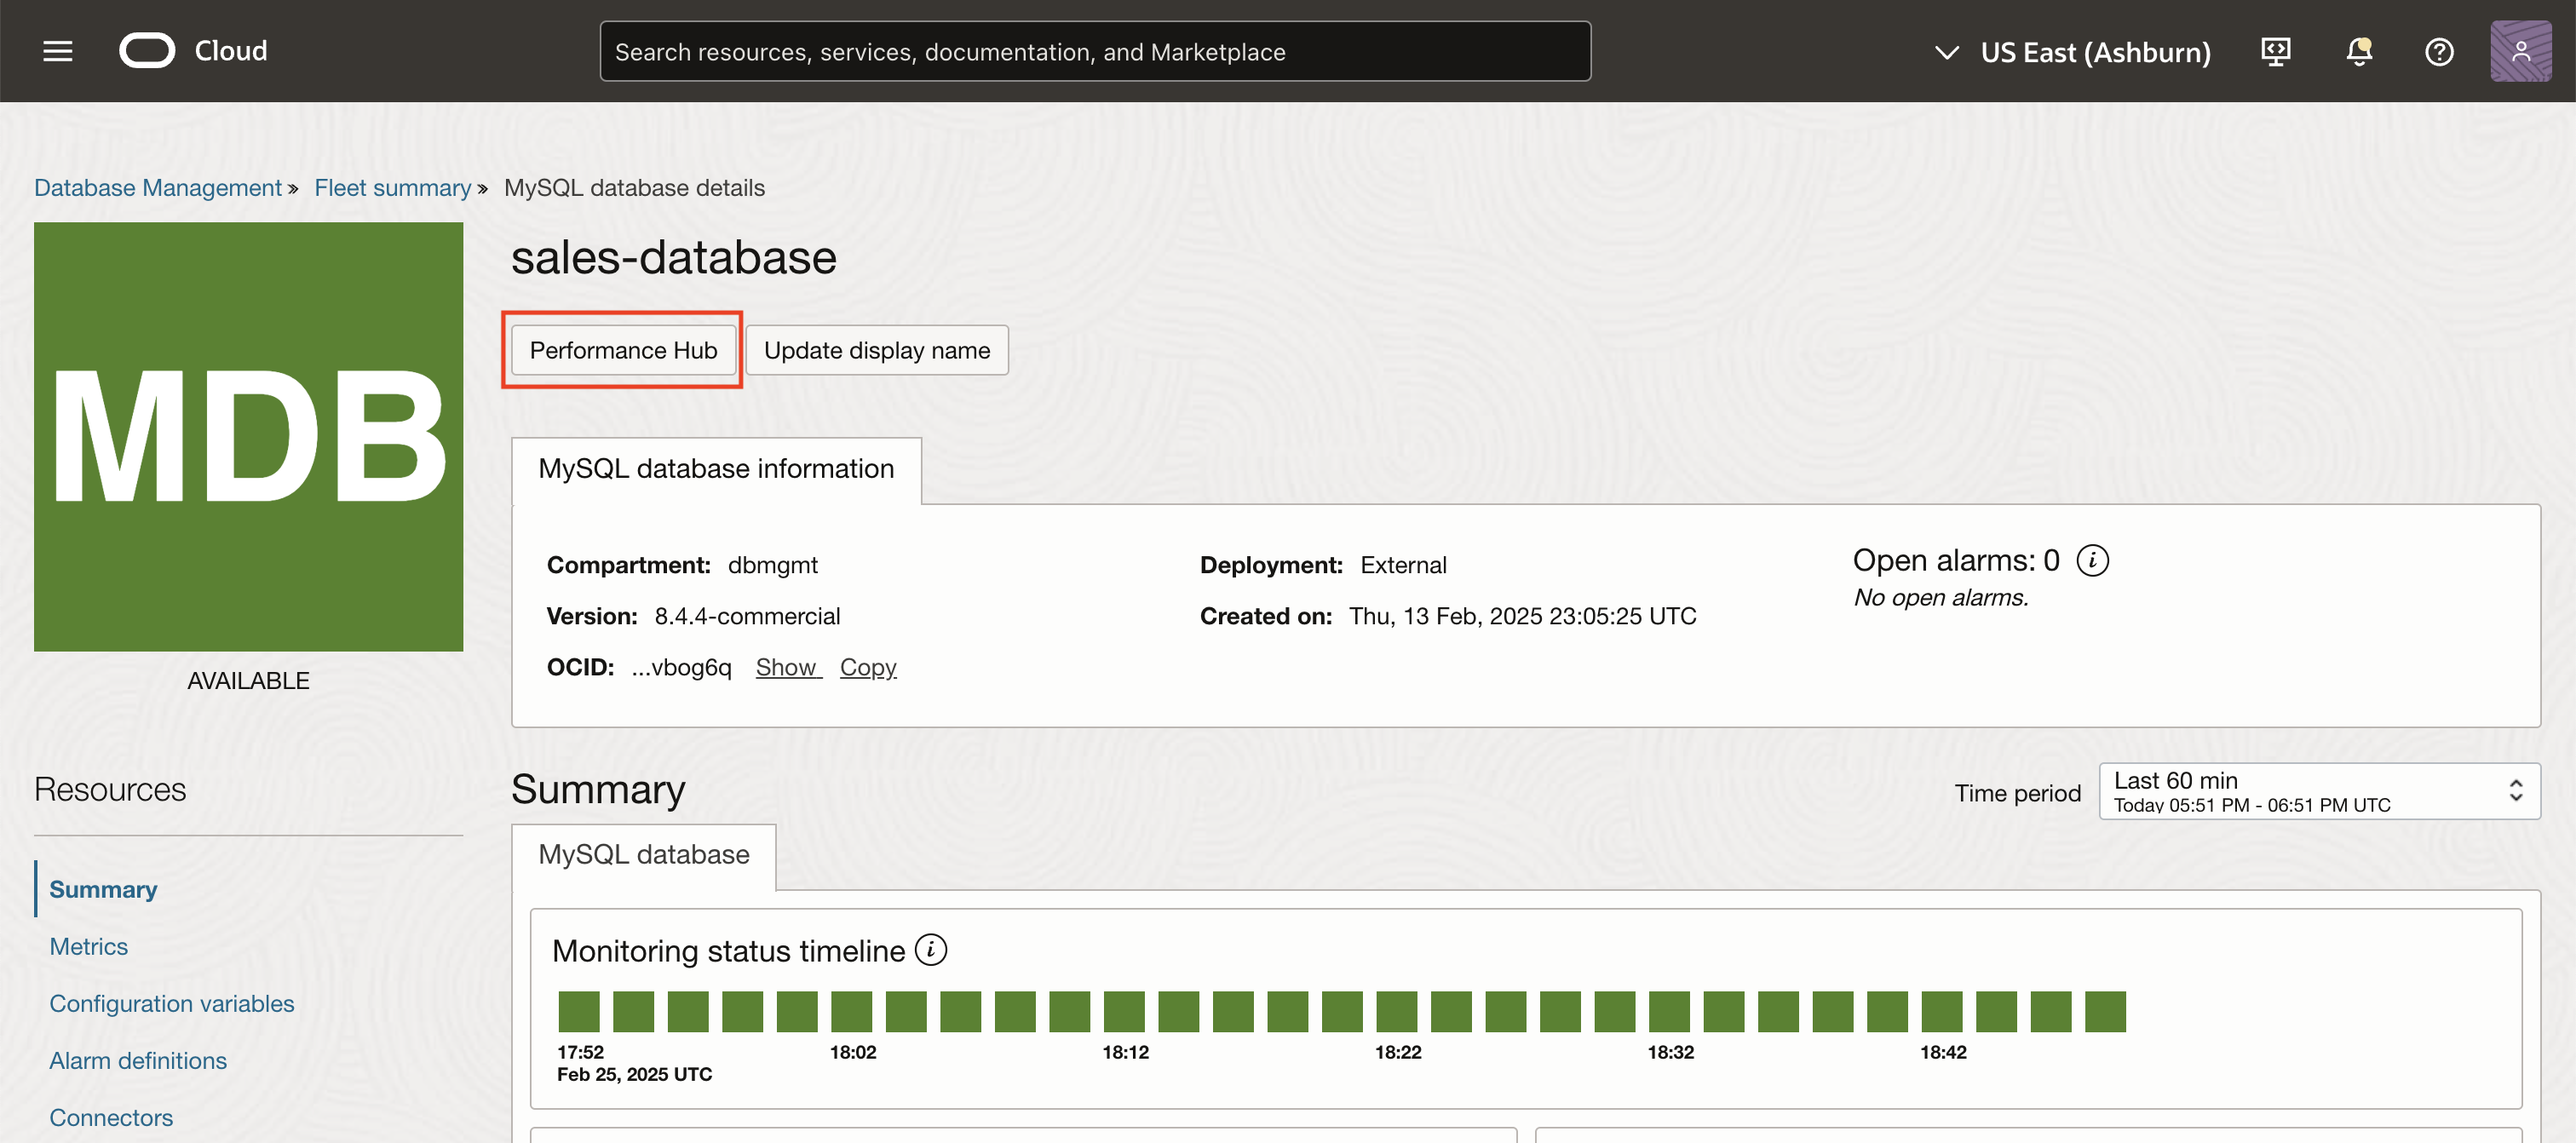 Cloud
Search resources, services, documentation, and Marketplace
US East (Ashburn)
Database Management » Fleet summary » MySQL database details
MDB
AVAILABLE
sales-database
Performance Hub
Update display name
MySQL database information
Compartment: dbmgmt
Version: 8.4.4-commercial
OCID: ...vbog6q Show Copy
Deployment: External
Created on: Thu, 13 Feb, 2025 23:05:25 UTC
Open alarms: 0
No open alarms.
Resources
Summary
Metrics
Configuration variables
Alarm definitions
Connectors
Summary
Time period
Last 60 min
Today 05:51 PM - 06:51 PM UTC
MySQL database
Monitoring status timeline
17:52 18:02 18:12 18:22 18:32 18:42
Feb 25, 2025 UTC